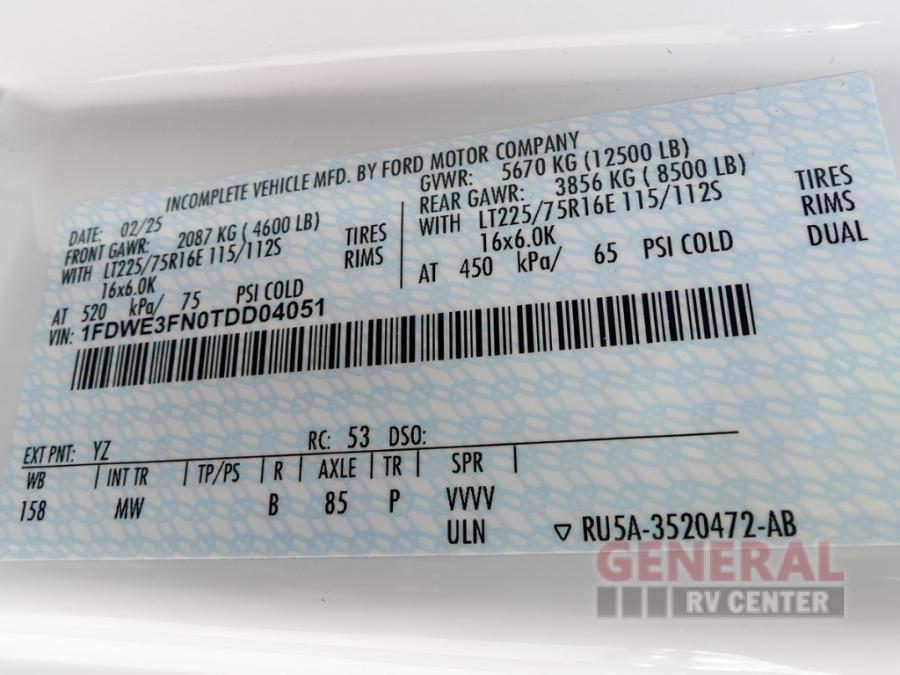 INCOMPLETE VEHICLE MFD. BY FORD MOTOR COMPANY
DATE: 02/25
FRONT GAWR: 2087 KG ( 4600 LB)
WITH LT225/75R16E 115/112S TIRES
16x6.0K RIMS
AT 520 kPa/ 75 PSI COLD
GVWR: 5670 KG (12500 LB)
REAR GAWR: 3856 KG ( 8500 LB)
WITH LT225/75R16E 115/112S TIRES
16x6.0K RIMS
AT 450 kPa/ 65 PSI COLD DUAL
VIN: 1FDWE3FN0TDD04051
EXT PNT: YZ RC: 53 DSO:
WB INT TR TP/PS R AXLE TR SPR
158 MW B 85 P VVVV
ULN ▽ RU5A-3520472-AB
GENERAL
RV CENTER